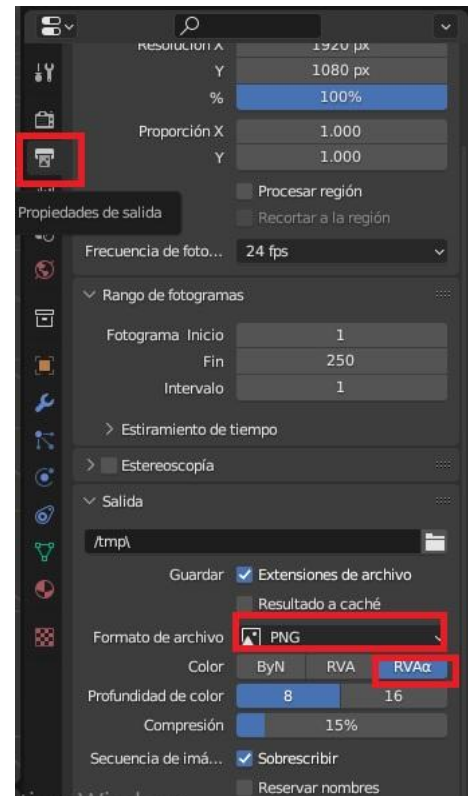 Resolución X 1920 px
Y 1080 px
% 100%
Proporción X 1.000
Y 1.000
Procesar región
Propiedades de salida
Recortar a la región
Frecuencia de foto... 24 fps
Rango de fotogramas
Fotograma Inicio 1
Fin 250
Intervalo 1
Estiramiento de tiempo
Estereoscopía
Salida
/tmp\
Guardar Extensiones de archivo
Resultado a caché
Formato de archivo PNG
Color ByN RVA RVAα
Profundidad de color 8 16
Compresión 15%
Secuencia de imá... Sobrescribir
Reservar nombres